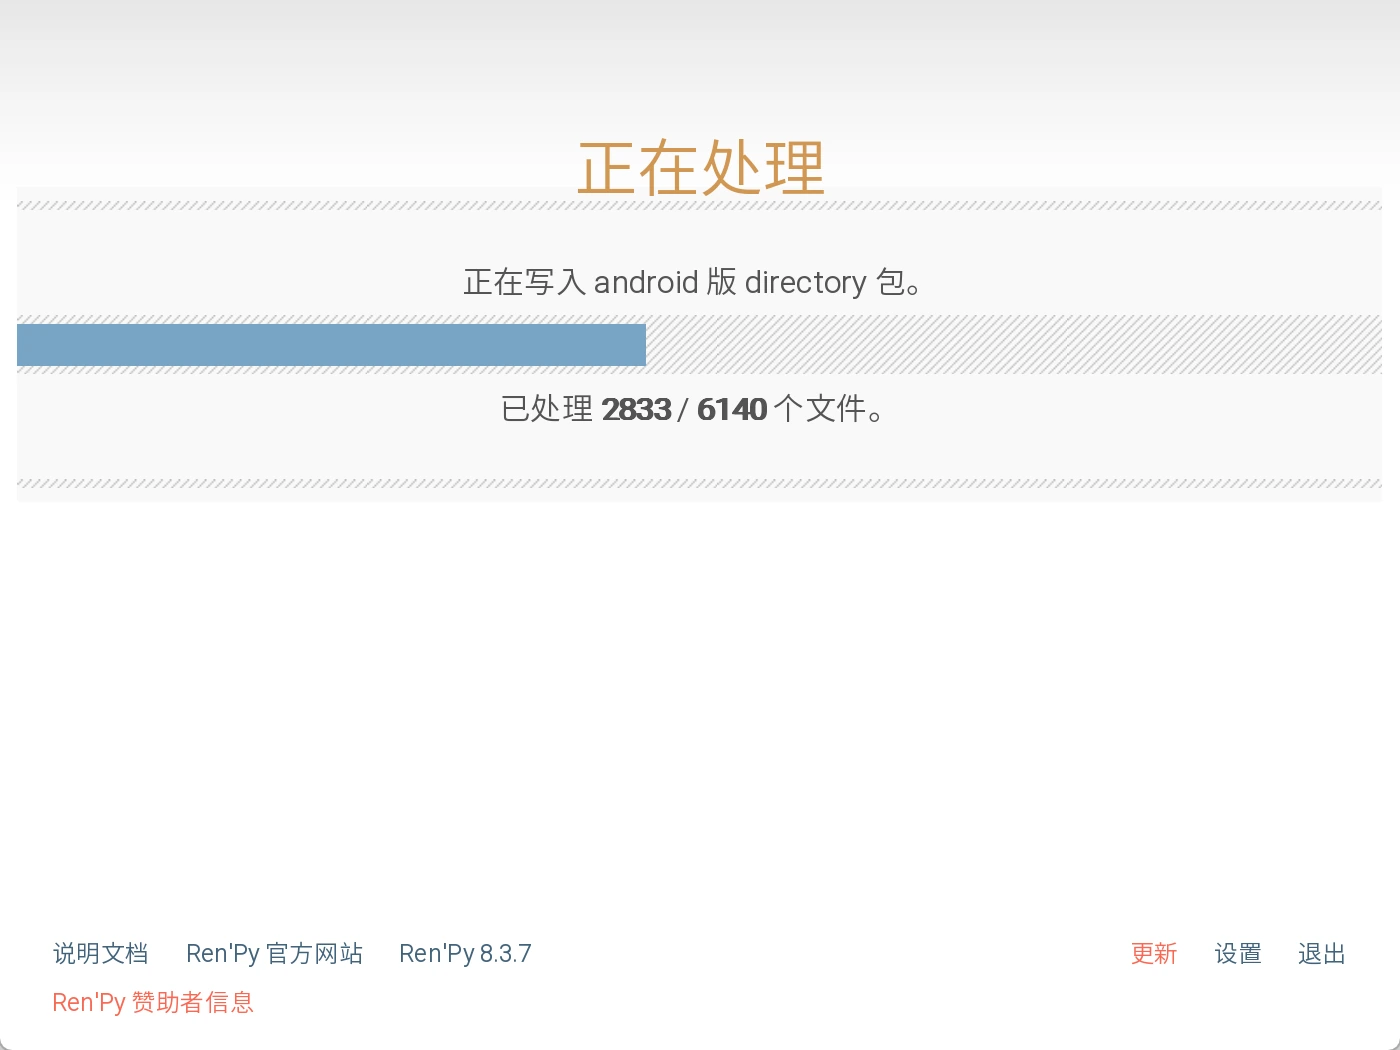 正在处理
正在写入 android 版 directory 包。
已处理 2833 / 6140 个文件。
说明文档 Ren'Py 官方网站 Ren'Py 8.3.7 更新 设置 退出
Ren'Py 赞助者信息